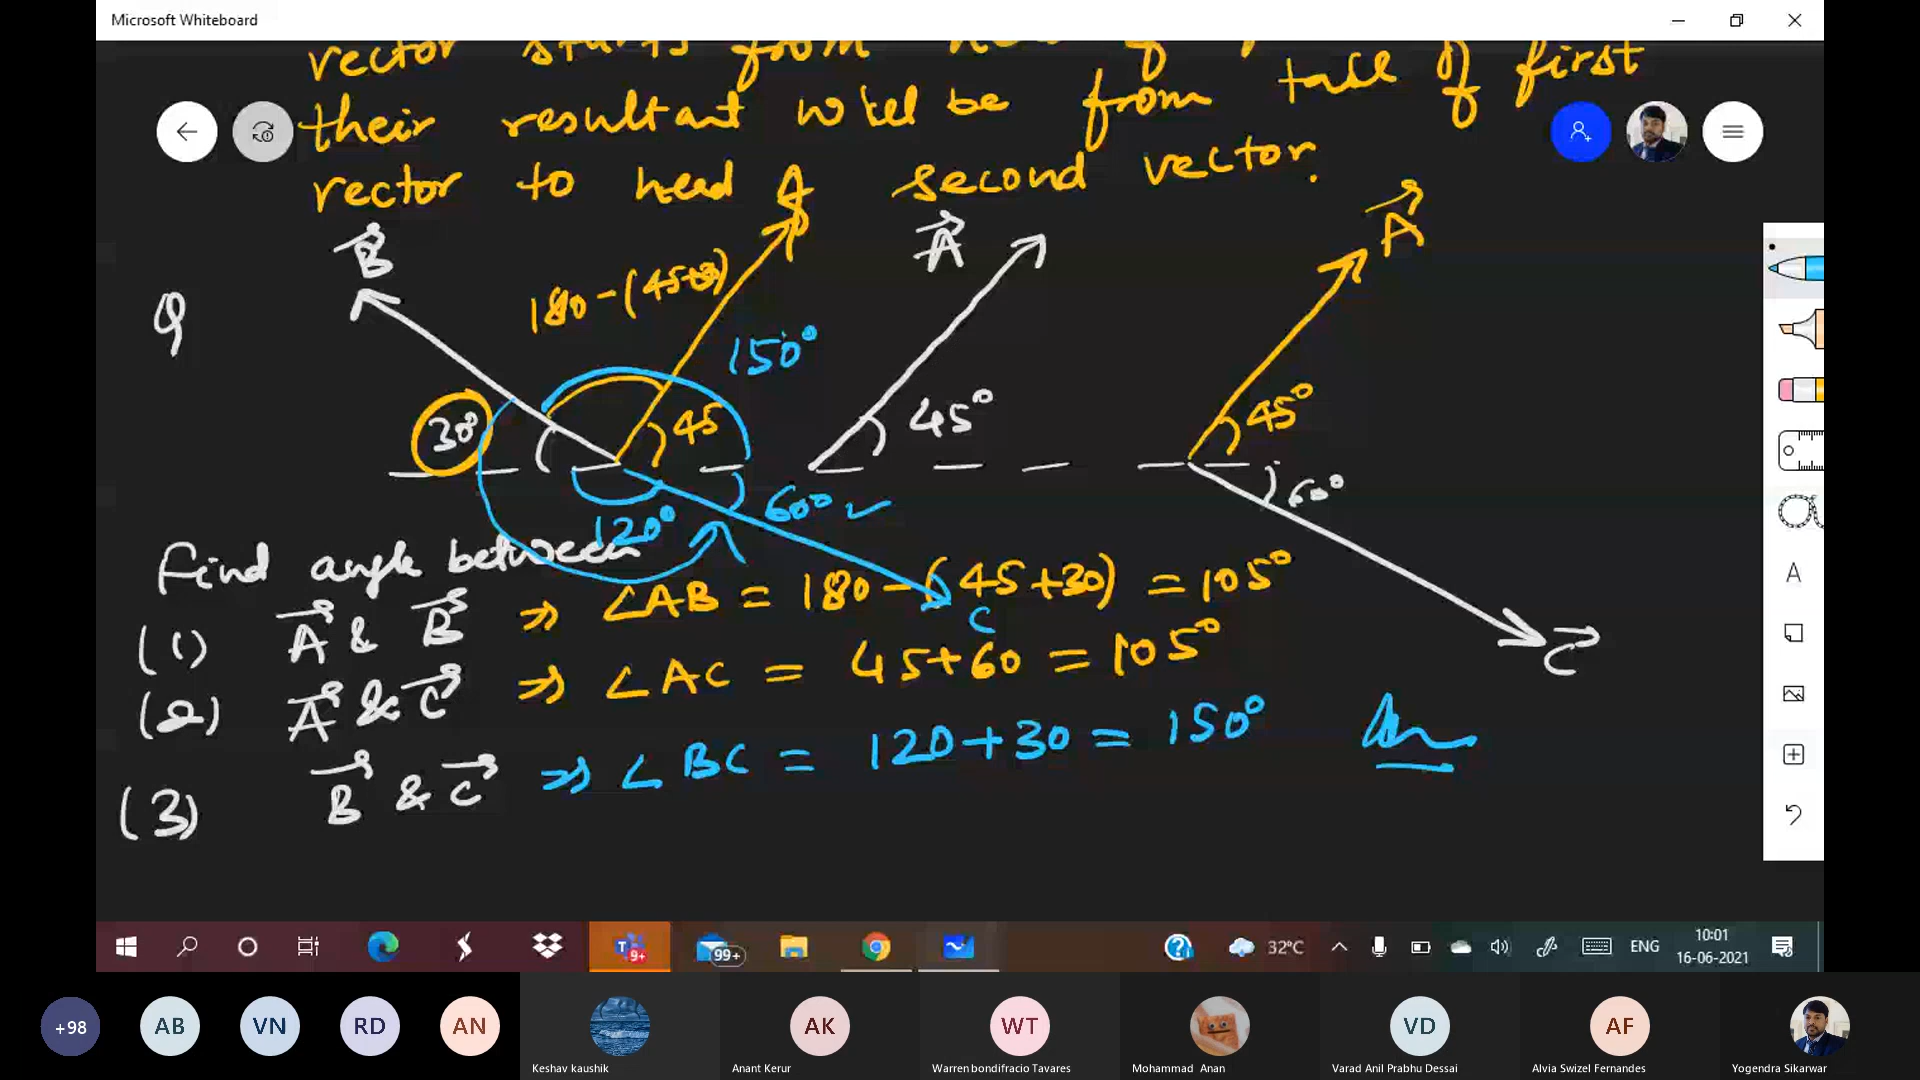 Microsoft Whiteboard
vector starts from
tail of first
their resultant will be from
vector to head of second vector.
Q
B
180-(45+30)
A
A
150°
30°
45
45°
45°
120°
60°
60°
C
C
Find angle between
(1) A & B ⇒ ∠AB = 180-(45+30) = 105°
(2) A & C ⇒ ∠AC = 45+60 = 105°
(3) B & C ⇒ ∠BC = 120+30 = 150° Ans
A
9+
99+
32°C
ENG
10:01
16-06-2021
+98
AB
VN
RD
AN
AK
WT
VD
AF
Keshav kaushik
Anant Kerur
Warren bondifracio Tavares
Mohammad Anan
Varad Anil Prabhu Dessai
Alvia Swizel Fernandes
Yogendra Sikarwar